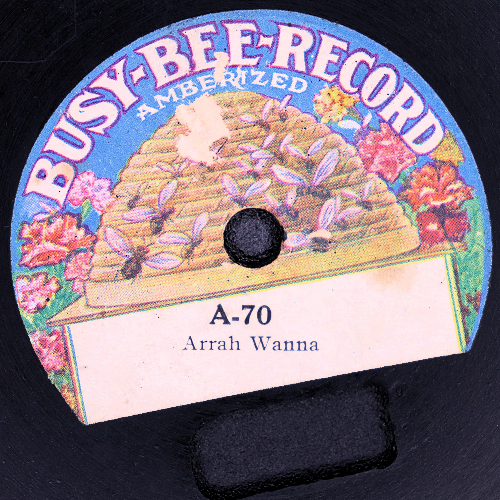 BUSY-BEE-RECORD
AMBERIZED
A-70
Arrah Wanna